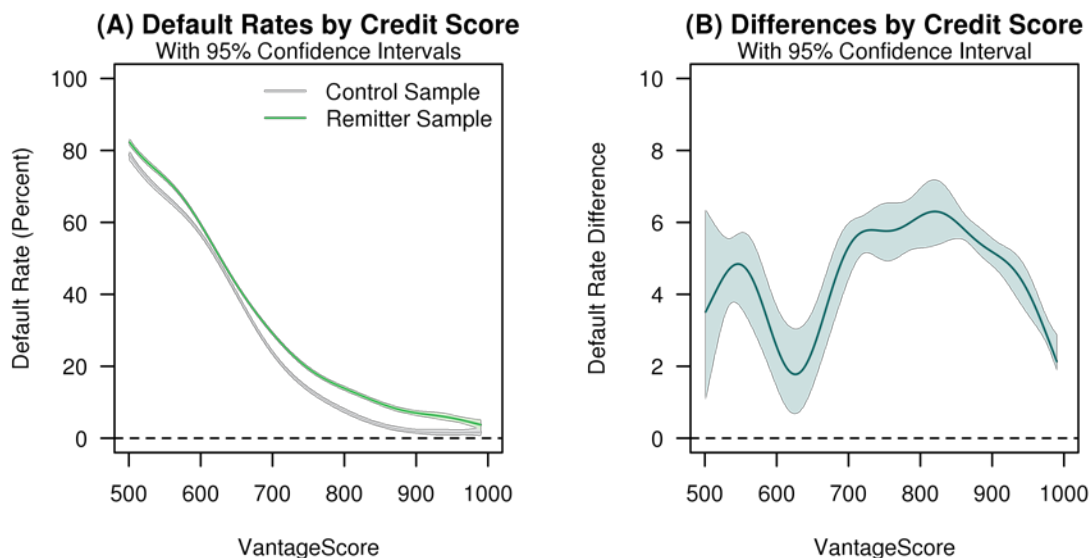 (A) Default Rates by Credit Score
With 95% Confidence Intervals
Default Rate (Percent)
100
80
60
40
20
0
Control Sample
Remitter Sample
500 600 700 800 900 1000
VantageScore
(B) Differences by Credit Score
With 95% Confidence Interval
Default Rate Difference
10
8
6
4
2
0
500 600 700 800 900 1000
VantageScore